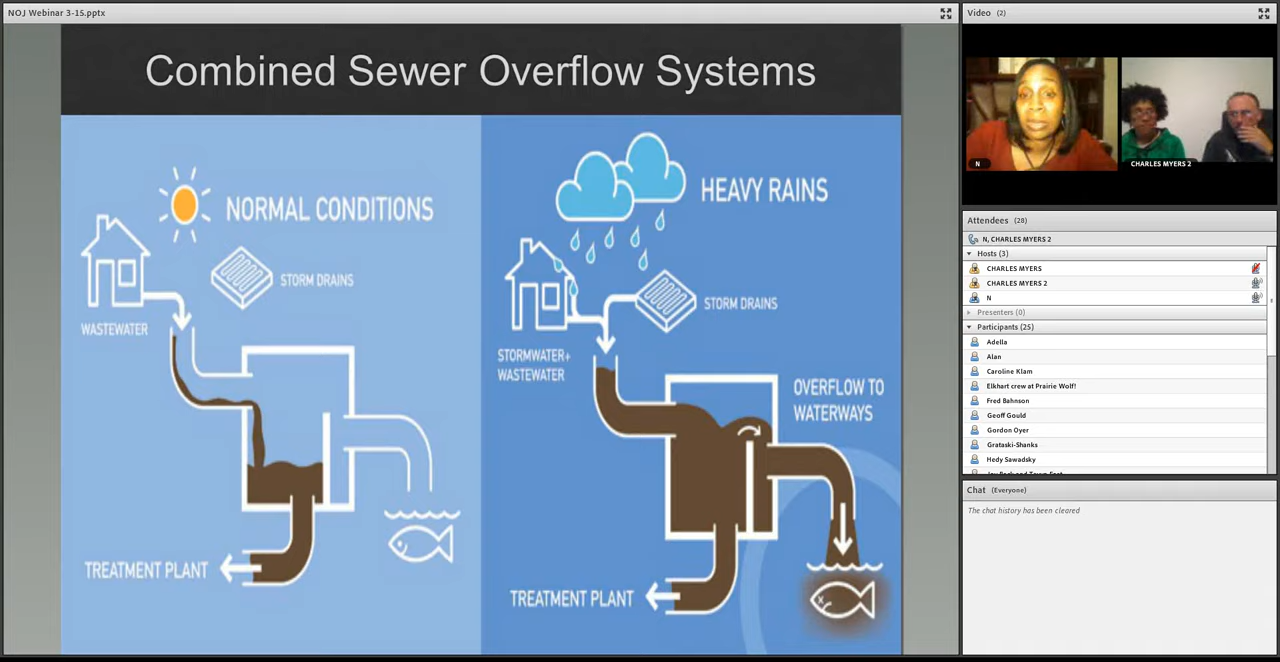 NOJ Webinar 3-15.pptx
Combined Sewer Overflow Systems
NORMAL CONDITIONS
STORM DRAINS
WASTEWATER
TREATMENT PLANT
HEAVY RAINS
STORM DRAINS
STORMWATER+
WASTEWATER
OVERFLOW TO
WATERWAYS
TREATMENT PLANT
Video (2)
N
CHARLES MYERS 2
Attendees (28)
N, CHARLES MYERS 2
Hosts (3)
CHARLES MYERS
CHARLES MYERS 2
N
Presenters (0)
Participants (25)
Adella
Alan
Caroline Klam
Elkhart crew at Prairie Wolf!
Fred Bahnson
Geoff Gould
Gordon Oyer
Grataski-Shanks
Hedy Sawadsky
Chat (Everyone)
The chat history has been cleared